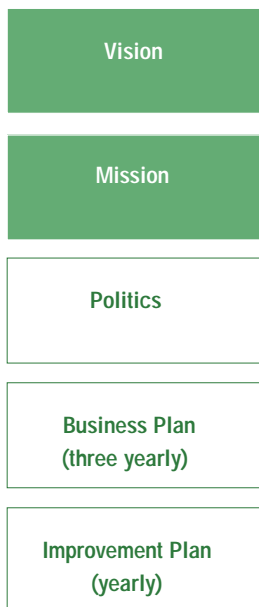 Vision
Mission
Politics
Business Plan
(three yearly)
Improvement Plan
(yearly)